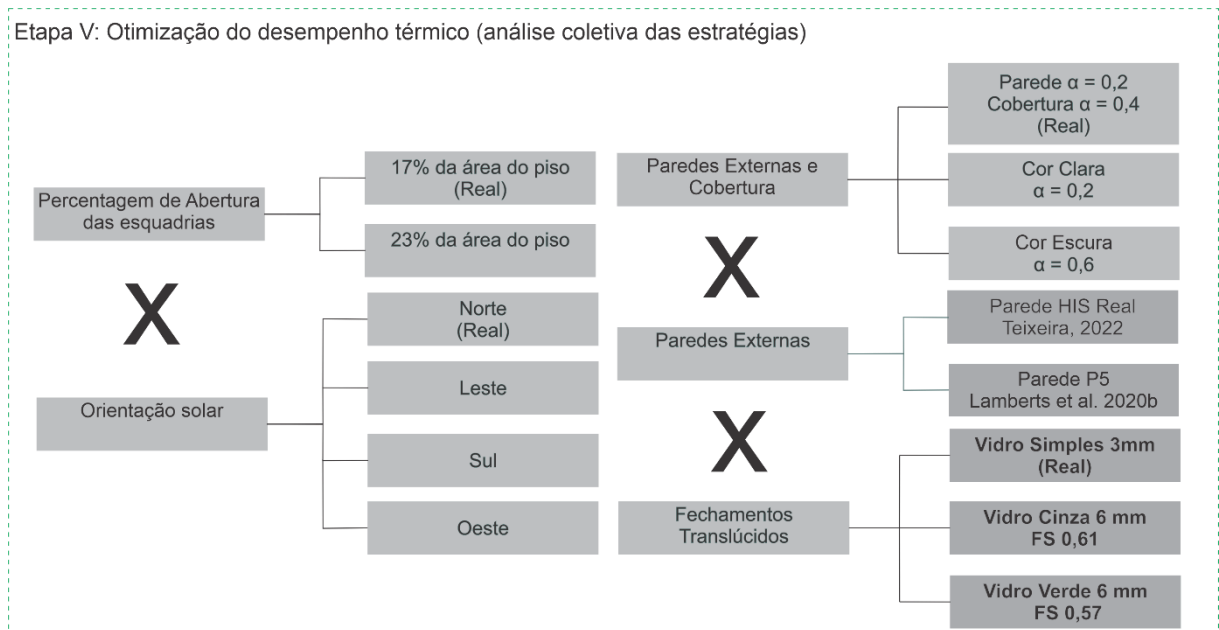 Etapa V: Otimização do desempenho térmico (análise coletiva das estratégias)
Percentagem de Abertura
das esquadrias
17% da área do piso
(Real)
23% da área do piso
X
Orientação solar
Norte
(Real)
Leste
Sul
Oeste
Paredes Externas e
Cobertura
Parede α = 0,2
Cobertura α = 0,4
(Real)
Cor Clara
α = 0,2
Cor Escura
α = 0,6
X
Paredes Externas
Parede HIS Real
Teixeira, 2022
Parede P5
Lamberts et al. 2020b
X
Fechamentos
Translúcidos
Vidro Simples 3mm
(Real)
Vidro Cinza 6 mm
FS 0,61
Vidro Verde 6 mm
FS 0,57